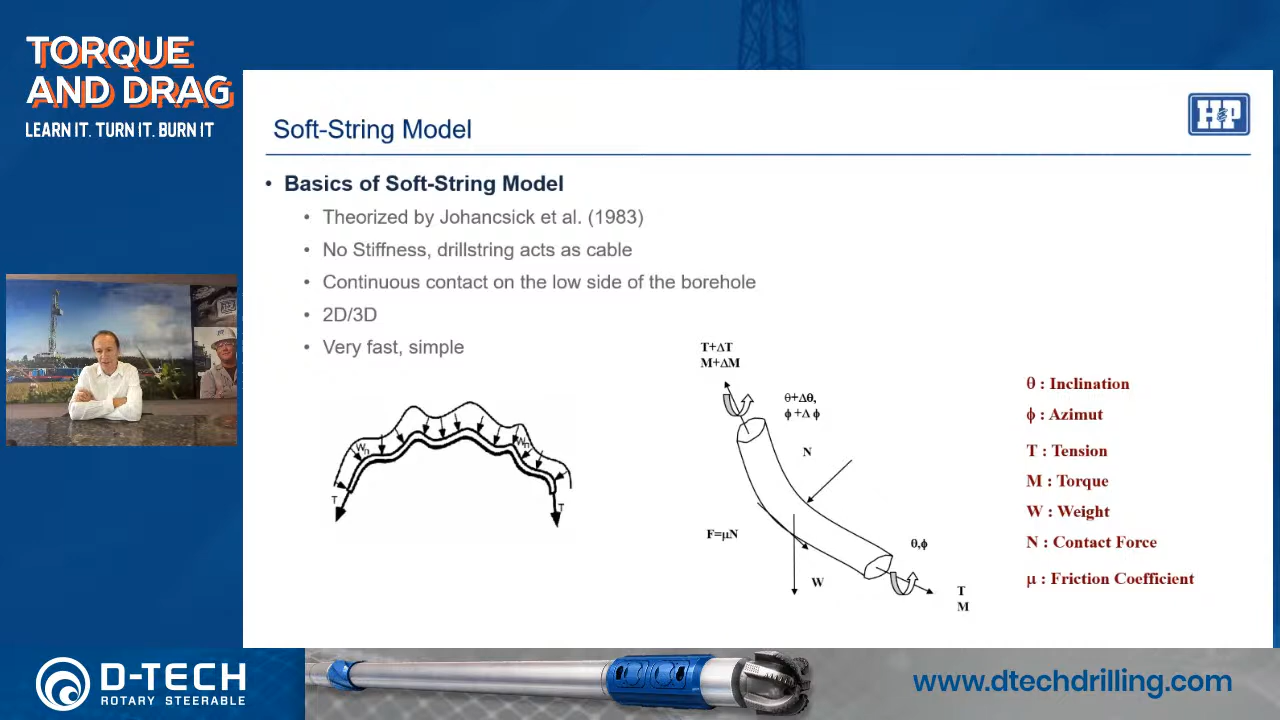 TORQUE
AND DRAG
LEARN IT. TURN IT. BURN IT
H&P
Soft-String Model
• Basics of Soft-String Model
• Theorized by Johancsick et al. (1983)
• No Stiffness, drillstring acts as cable
• Continuous contact on the low side of the borehole
• 2D/3D
• Very fast, simple
Wn
Wn
T
T
T+ΔT
M+ΔM
θ+Δθ,
ϕ+Δ ϕ
N
F=μN
θ,ϕ
W
T
M
θ : Inclination
ϕ : Azimut
T : Tension
M : Torque
W : Weight
N : Contact Force
μ : Friction Coefficient
D-TECH
ROTARY STEERABLE
www.dtechdrilling.com